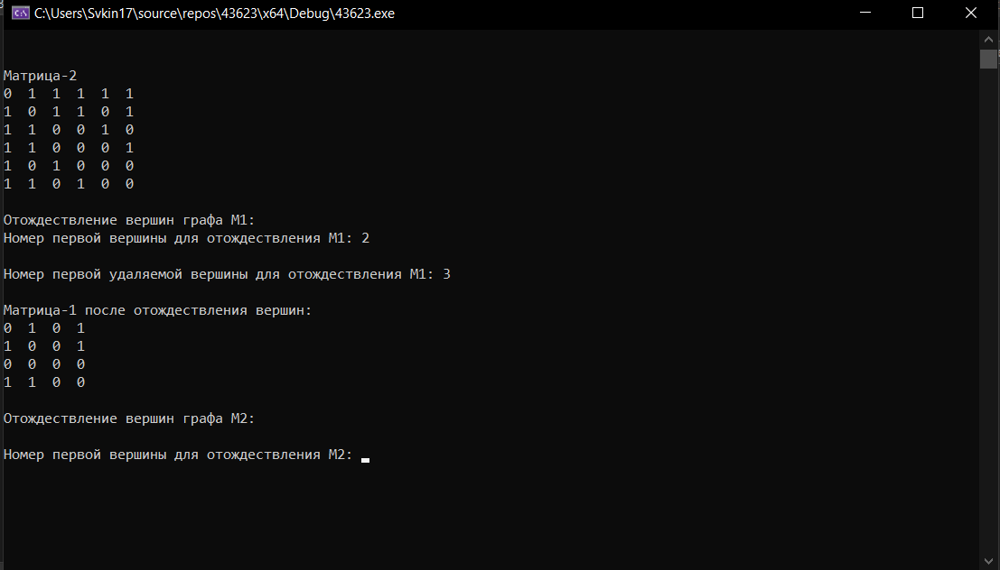 C:\Users\Svkin17\source\repos\43623\x64\Debug\43623.exe
Матрица-2
0 1 1 1 1 1
1 0 1 1 0 1
1 1 0 0 1 0
1 1 0 0 0 1
1 0 1 0 0 0
1 1 0 1 0 0
Отождествление вершин графа М1:
Номер первой вершины для отождествления М1: 2
Номер первой удаляемой вершины для отождествления М1: 3
Матрица-1 после отождествления вершин:
0 1 0 1
1 0 0 1
0 0 0 0
1 1 0 0
Отождествление вершин графа М2:
Номер первой вершины для отождествления М2: